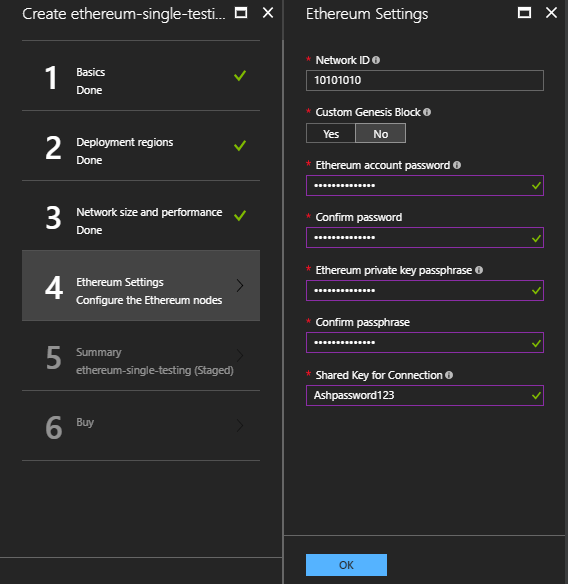 Create ethereum-single-testi...
1
Basics
Done
2
Deployment regions
Done
3
Network size and performance
Done
4
Ethereum Settings
Configure the Ethereum nodes
5
Summary
ethereum-single-testing (Staged)
6
Buy
Ethereum Settings
* Network ID
10101010
* Custom Genesis Block
Yes No
* Ethereum account password
••••••••••••••
* Confirm password
••••••••••••••
* Ethereum private key passphrase
••••••••••••••
* Confirm passphrase
••••••••••••••
* Shared Key for Connection
Ashpassword123
OK